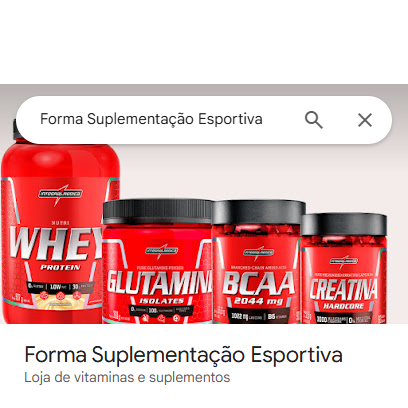 Forma Suplementação Esportiva
INTEGRALMEDICA
NUTRI
WHEY
PROTEIN
INTEGRALMEDICA
GLUTAMINE
ISOLATES
INTEGRALMEDICA
BCAA
2044 mg
INTEGRALMEDICA
CREATINA
HARDCORE
Forma Suplementação Esportiva
Loja de vitaminas e suplementos